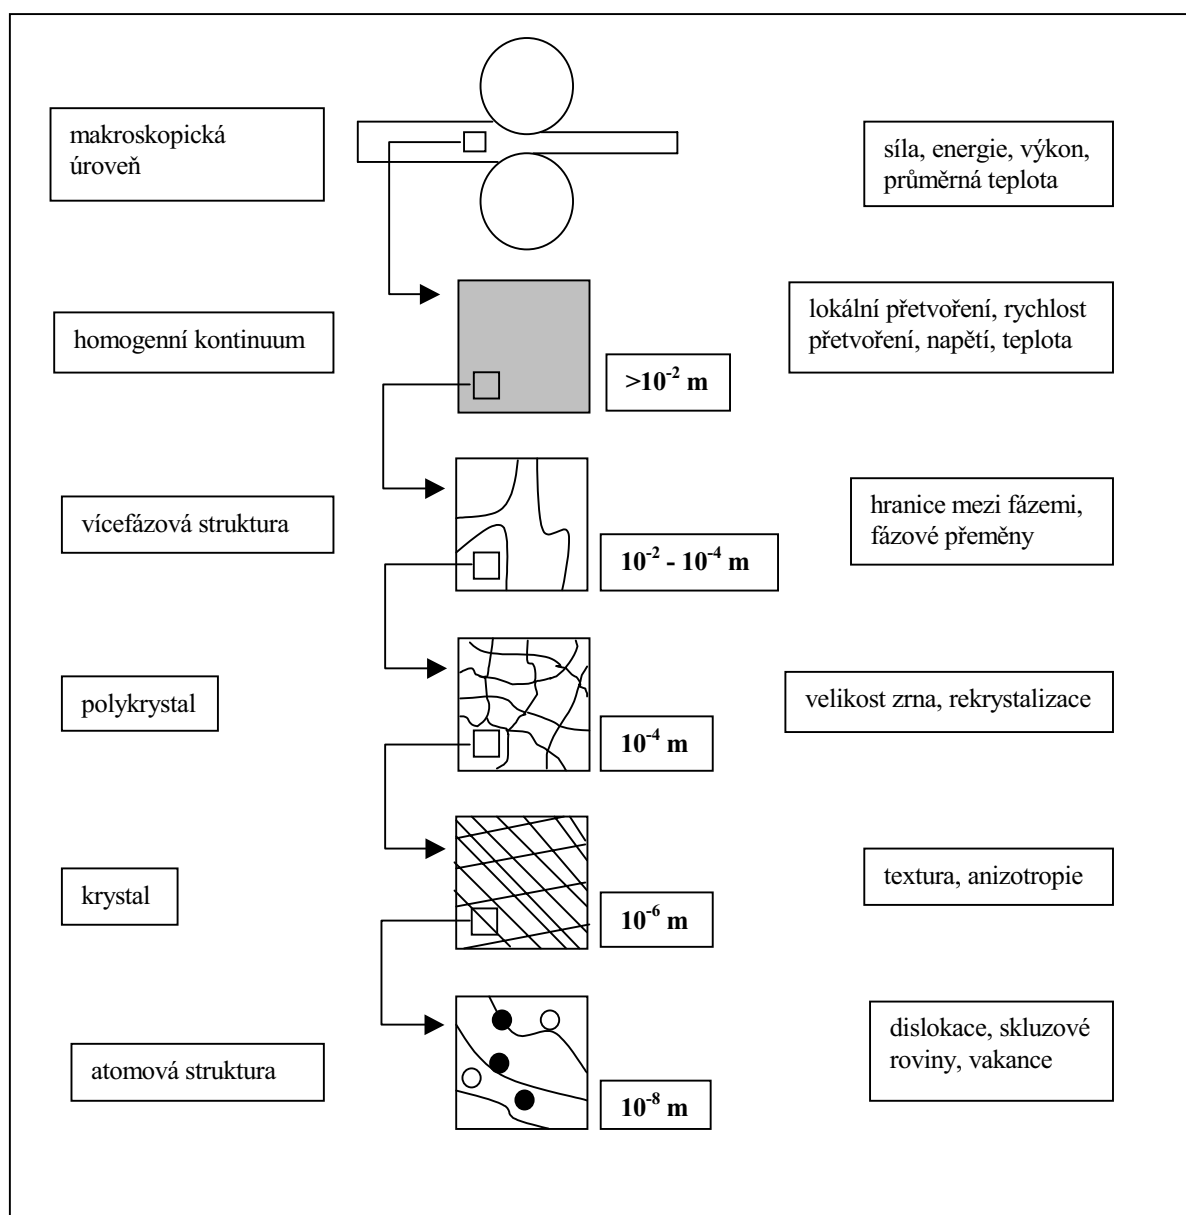 makroskopická
úroveň
síla, energie, výkon,
průměrná teplota
homogenní kontinuum
>10⁻² m
lokální přetvoření, rychlost
přetvoření, napětí, teplota
vícefázová struktura
10⁻² - 10⁻⁴ m
hranice mezi fázemi,
fázové přeměny
polykrystal
10⁻⁴ m
velikost zrna, rekrystalizace
krystal
10⁻⁶ m
textura, anizotropie
atomová struktura
10⁻⁸ m
dislokace, skluzové
roviny, vakance